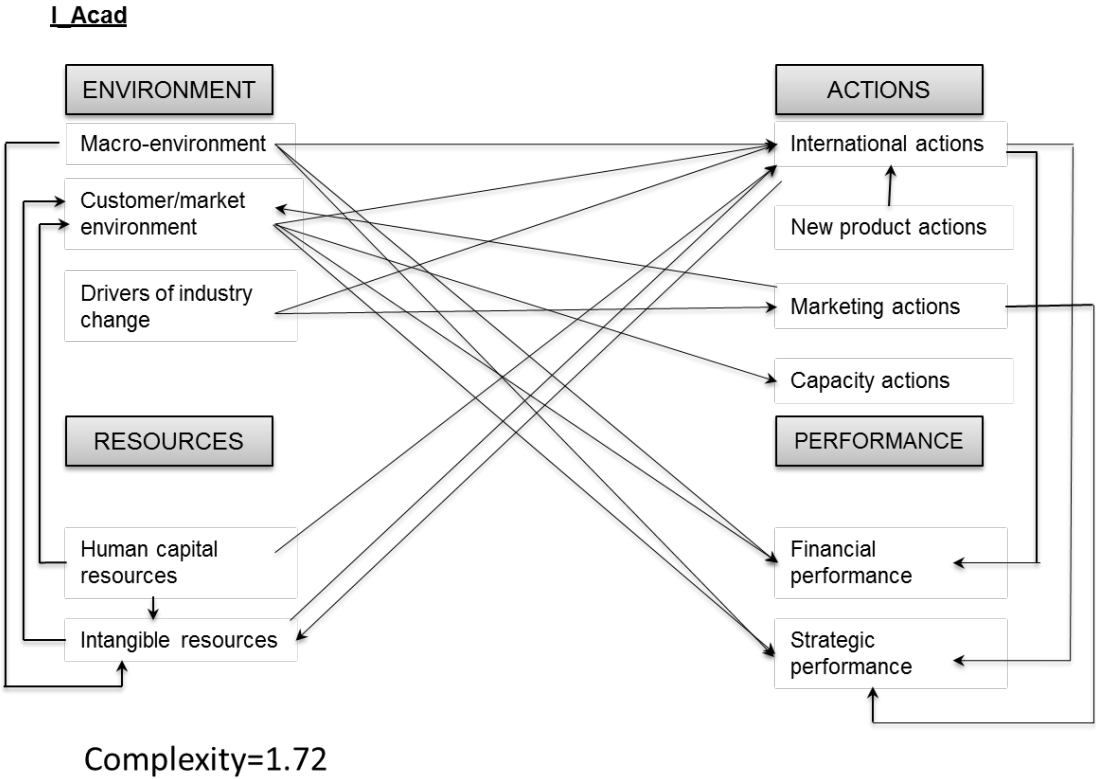 I_Acad
ENVIRONMENT
Macro-environment
Customer/market
environment
Drivers of industry
change
RESOURCES
Human capital
resources
Intangible resources
ACTIONS
International actions
New product actions
Marketing actions
Capacity actions
PERFORMANCE
Financial
performance
Strategic
performance
Complexity=1.72